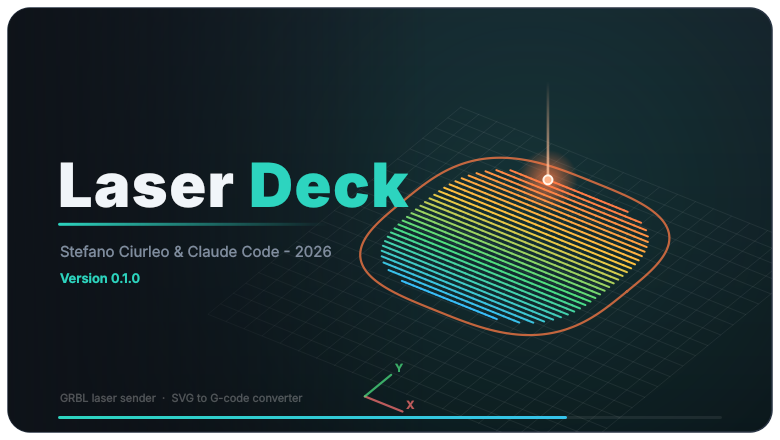 Laser Deck
Stefano Ciurleo & Claude Code - 2026
Version 0.1.0
Y
X
GRBL laser sender · SVG to G-code converter